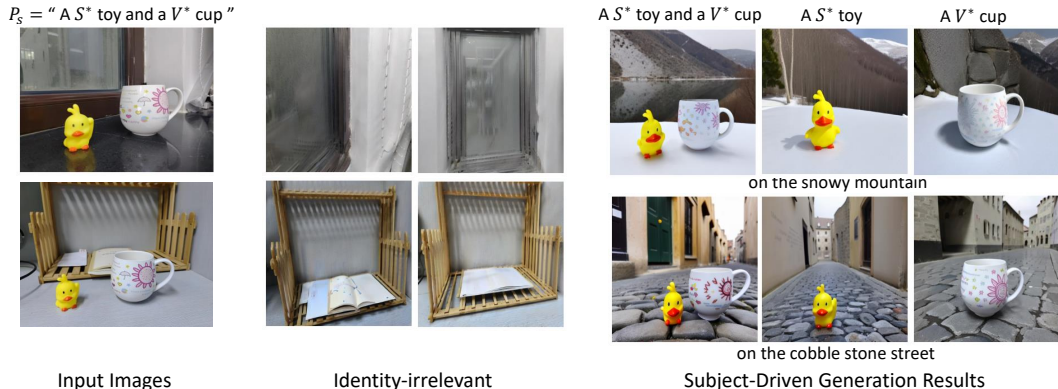 P_s = “ A S* toy and a V* cup ”
A S* toy and a V* cup
A S* toy
A V* cup
on the snowy mountain
on the cobble stone street
Input Images
Identity-irrelevant
Subject-Driven Generation Results